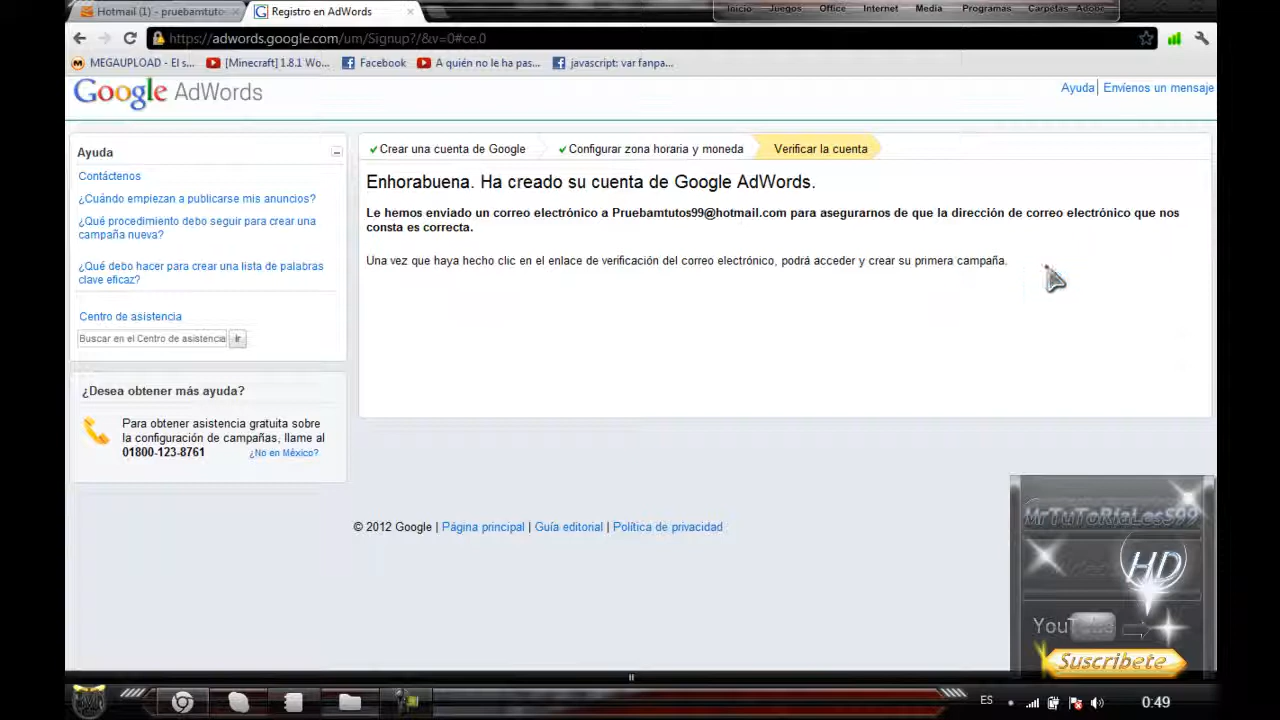 Hotmail (1) - pruebamtuto
Registro en AdWords
Inicio Juegos Office Internet Media Programas Carpetas Adobe
https://adwords.google.com/um/Signup?/&v=0#ce.0
MEGAUPLOAD - El s...
[Minecraft] 1.8.1 Wo...
Facebook
A quién no le ha pas...
javascript: var fanpa...
Google AdWords
Ayuda | Envíenos un mensaje
Ayuda
Contáctenos
¿Cuándo empiezan a publicarse mis anuncios?
¿Qué procedimiento debo seguir para crear una
campaña nueva?
¿Qué debo hacer para crear una lista de palabras
clave eficaz?
Centro de asistencia
Buscar en el Centro de asistencia
Ir
¿Desea obtener más ayuda?
Para obtener asistencia gratuita sobre
la configuración de campañas, llame al
01800-123-8761 ¿No en México?
Crear una cuenta de Google
Configurar zona horaria y moneda
Verificar la cuenta
Enhorabuena. Ha creado su cuenta de Google AdWords.
Le hemos enviado un correo electrónico a Pruebamtutos99@hotmail.com para asegurarnos de que la dirección de correo electrónico que nos
consta es correcta.
Una vez que haya hecho clic en el enlace de verificación del correo electrónico, podrá acceder y crear su primera campaña.
© 2012 Google | Página principal | Guía editorial | Política de privacidad
MrTuToRiaLesS99
HD
YouTube
Suscribete
ES
0:49